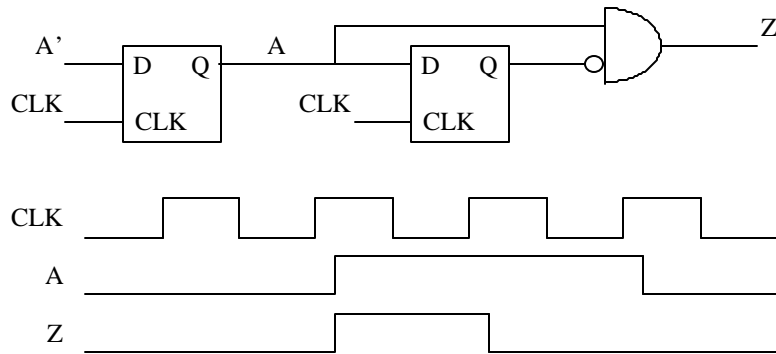 A' A Z
D Q D Q
CLK CLK
CLK CLK
CLK
A
Z